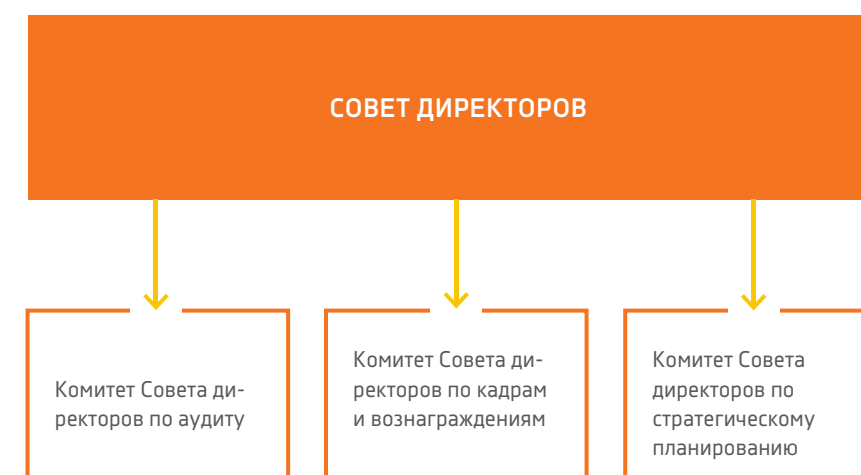 СОВЕТ ДИРЕКТОРОВ
Комитет Совета ди-
ректоров по аудиту
Комитет Совета ди-
ректоров по кадрам
и вознаграждениям
Комитет Совета
директоров по
стратегическому
планированию